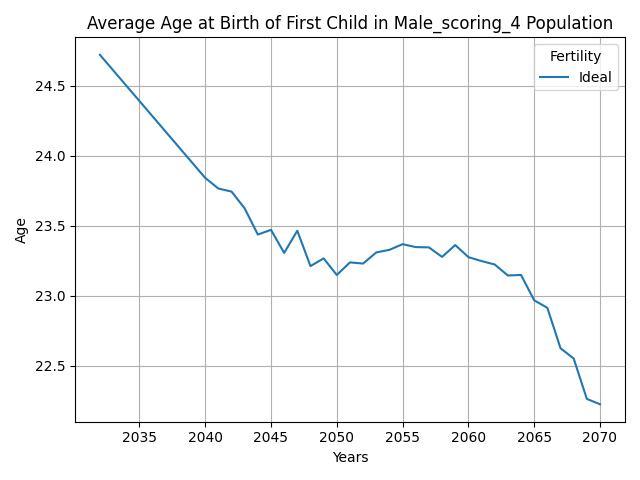 Average Age at Birth of First Child in Male_scoring_4 Population
Fertility
Ideal
24.5
24.0
23.5
23.0
22.5
Age
2035 2040 2045 2050 2055 2060 2065 2070
Years